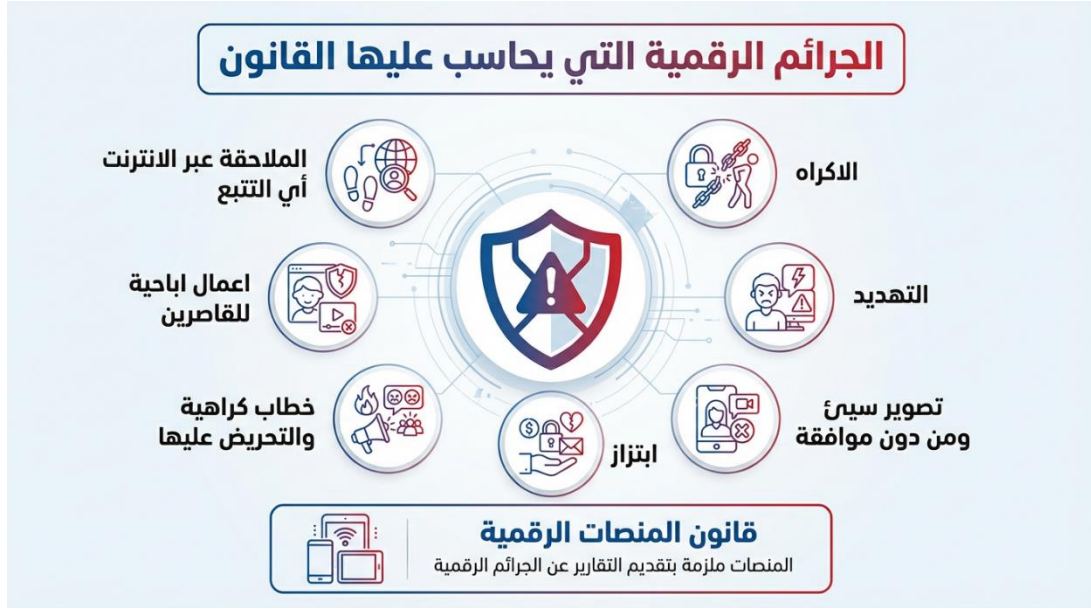 الجرائم الرقمية التي يحاسب عليها القانون
الاكراه
التهديد
تصوير سيئ
ومن دون موافقة
ابتزاز
الملاحقة عبر الانترنت
أي التتبع
اعمال اباحية
للقاصرين
خطاب كراهية
والتحريض عليها
قانون المنصات الرقمية
المنصات ملزمة بتقديم التقارير عن الجرائم الرقمية